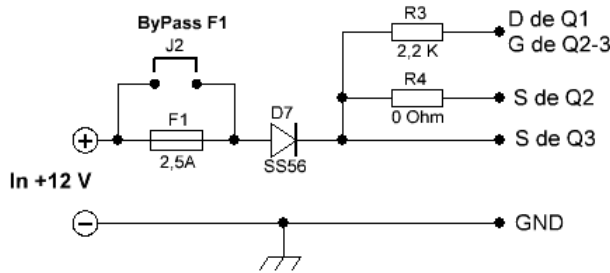 ByPass F1
J2
R3
2,2 K
D de Q1
G de Q2-3
R4
0 Ohm
S de Q2
F1
2,5A
D7
SS56
S de Q3
+
In +12 V
−
GND